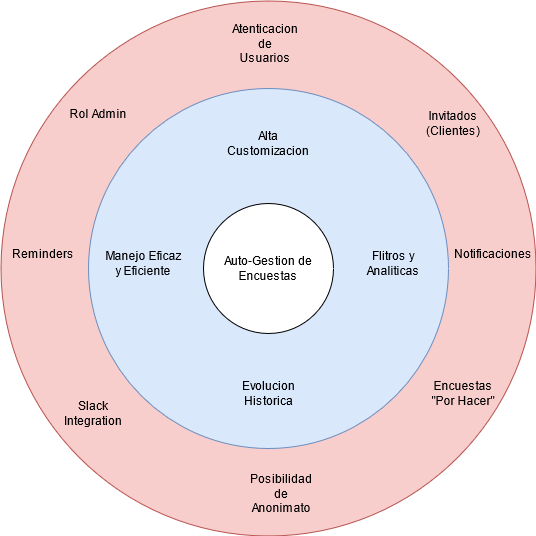 Atenticacion
de
Usuarios
Rol Admin
Invitados
(Clientes)
Alta
Customizacion
Reminders
Manejo Eficaz
y Eficiente
Auto-Gestion de
Encuestas
Flitros y
Analiticas
Notificaciones
Evolucion
Historica
Slack
Integration
Encuestas
"Por Hacer"
Posibilidad
de
Anonimato